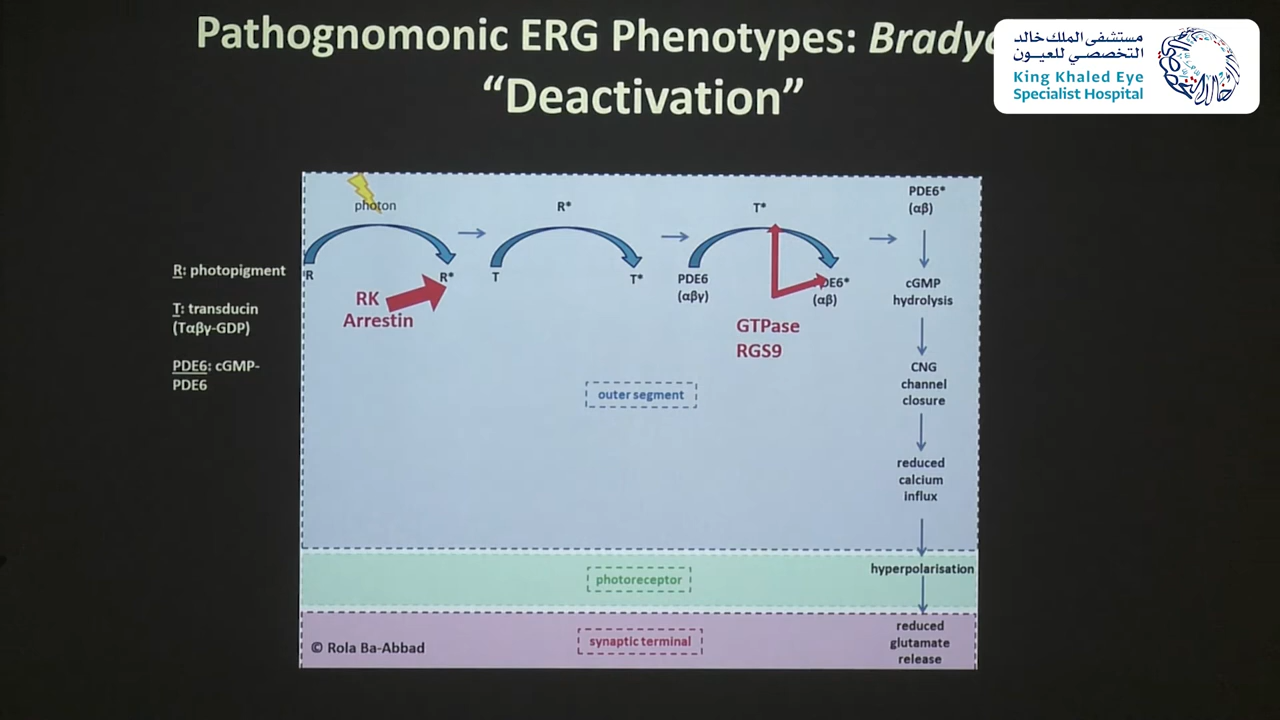 Pathognomonic ERG Phenotypes:
“Deactivation”
مستشفى الملك خالد
التخصصي للعيون
King Khaled Eye
Specialist Hospital
photon
R
R*
RK
Arrestin
R*
T
T*
T*
PDE6
(αβγ)
(αβ)
GTPase
RGS9
PDE6*
(αβ)
cGMP
hydrolysis
CNG
channel
closure
reduced
calcium
influx
hyperpolarisation
reduced
glutamate
release
R: photopigment
T: transducin
(Tαβγ-GDP)
PDE6: cGMP-
PDE6
outer segment
photoreceptor
synaptic terminal
© Rola Ba-Abbad